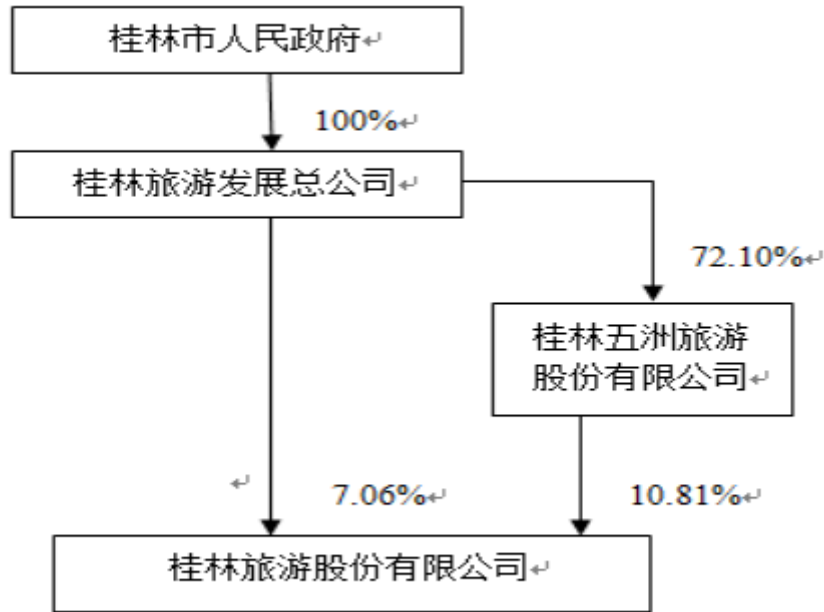 桂林市人民政府
100%
桂林旅游发展总公司
72.10%
桂林五洲旅游
股份有限公司
7.06%
10.81%
桂林旅游股份有限公司